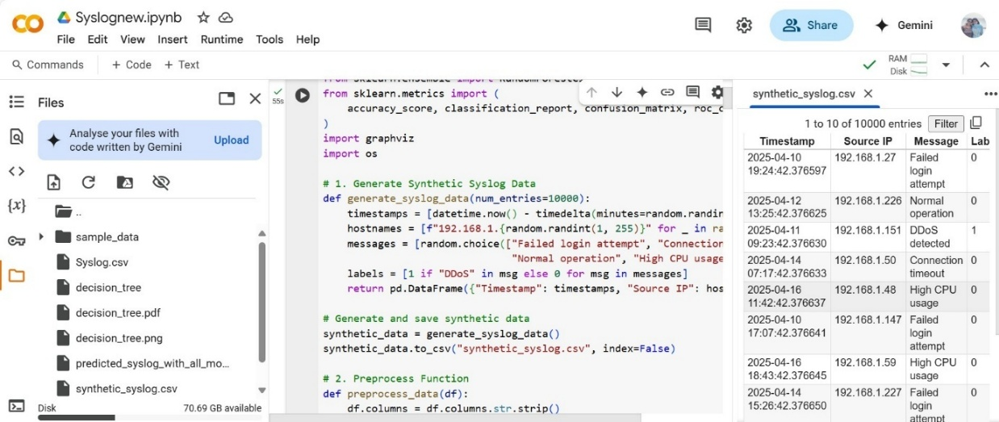 Syslognew.ipynb
File Edit View Insert Runtime Tools Help
Share
Gemini
Commands + Code + Text
RAM
Disk
Files
Analyse your files with
code written by Gemini
Upload
..
sample_data
Syslog.csv
decision_tree
decision_tree.pdf
decision_tree.png
predicted_syslog_with_all_mo...
synthetic_syslog.csv
Disk 70.69 GB available
55s
from sklearn.ensemble import RandomForest
from sklearn.metrics import (
accuracy_score, classification_report, confusion_matrix, roc_
)
import graphviz
import os
# 1. Generate Synthetic Syslog Data
def generate_syslog_data(num_entries=10000):
timestamps = [datetime.now() - timedelta(minutes=random.randin
hostnames = [f"192.168.1.{random.randint(1, 255)}" for _ in ra
messages = [random.choice(["Failed login attempt", "Connection
"Normal operation", "High CPU usage
labels = [1 if "DDoS" in msg else 0 for msg in messages]
return pd.DataFrame({"Timestamp": timestamps, "Source IP": hos
# Generate and save synthetic data
synthetic_data = generate_syslog_data()
synthetic_data.to_csv("synthetic_syslog.csv", index=False)
# 2. Preprocess Function
def preprocess_data(df):
df.columns = df.columns.str.strip()
synthetic_syslog.csv
1 to 10 of 10000 entries Filter
Timestamp Source IP Message Lab
2025-04-10 192.168.1.27 Failed 0
19:24:42.376597 login
attempt
2025-04-12 192.168.1.226 Normal 0
13:25:42.376625 operation
2025-04-11 192.168.1.151 DDoS 1
09:23:42.376630 detected
2025-04-14 192.168.1.50 Connection 0
07:17:42.376633 timeout
2025-04-16 192.168.1.48 High CPU 0
11:42:42.376637 usage
2025-04-10 192.168.1.147 Failed 0
17:07:42.376641 login
attempt
2025-04-16 192.168.1.59 High CPU 0
18:43:42.376645 usage
2025-04-14 192.168.1.227 Failed 0
15:26:42.376650 login
attempt